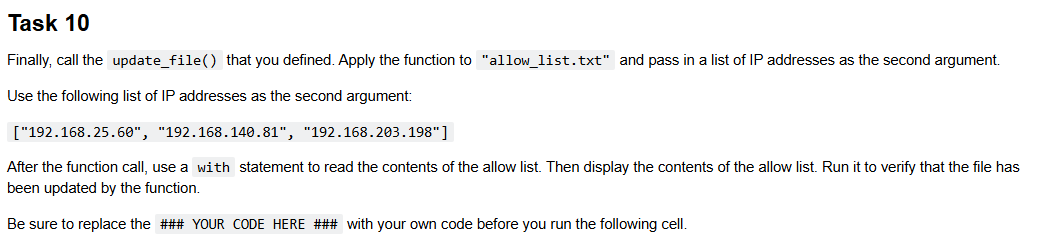 Task 10
Finally, call the update_file() that you defined. Apply the function to "allow_list.txt" and pass in a list of IP addresses as the second argument.
Use the following list of IP addresses as the second argument:
["192.168.25.60", "192.168.140.81", "192.168.203.198"]
After the function call, use a with statement to read the contents of the allow list. Then display the contents of the allow list. Run it to verify that the file has
been updated by the function.
Be sure to replace the ### YOUR CODE HERE ### with your own code before you run the following cell.